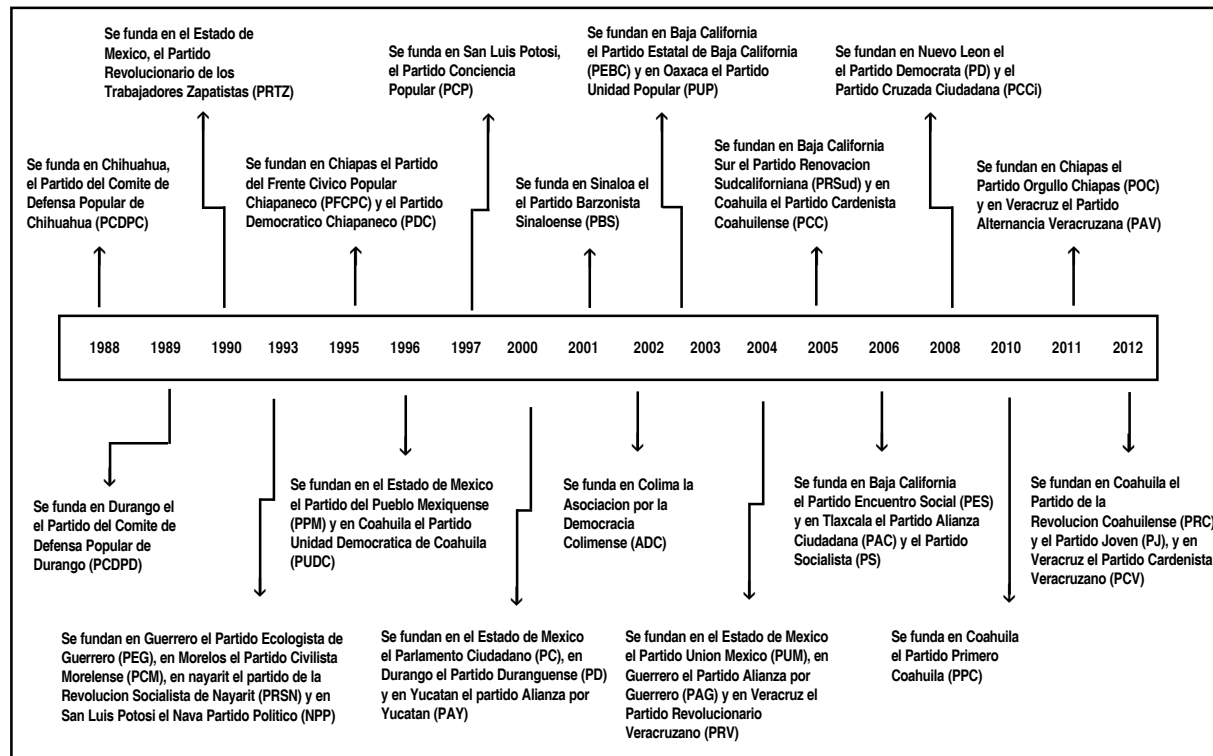 Se funda en el Estado de
Mexico, el Partido
Revolucionario de los
Trabajadores Zapatistas (PRTZ)
Se funda en San Luis Potosi,
el Partido Conciencia
Popular (PCP)
Se fundan en Baja California
el Partido Estatal de Baja California
(PEBC) y en Oaxaca el Partido
Unidad Popular (PUP)
Se fundan en Nuevo Leon el
el Partido Democrata (PD) y el
Partido Cruzada Ciudadana (PCCi)
Se funda en Chihuahua,
el Partido del Comite de
Defensa Popular de
Chihuahua (PCDPC)
Se fundan en Chiapas el Partido
del Frente Civico Popular
Chiapaneco (PFCPC) y el Partido
Democratico Chiapaneco (PDC)
Se funda en Sinaloa el
el Partido Barzonista
Sinaloense (PBS)
Se fundan en Baja California
Sur el Partido Renovacion
Sudcaliforniana (PRSud) y en
Coahuila el Partido Cardenista
Coahuilense (PCC)
Se fundan en Chiapas el
Partido Orgullo Chiapas (POC)
y en Veracruz el Partido
Alternancia Veracruzana (PAV)
1988 1989 1990 1993 1995 1996 1997 2000 2001 2002 2003 2004 2005 2006 2008 2010 2011 2012
Se funda en Durango el
el Partido del Comite de
Defensa Popular de
Durango (PCDPD)
Se fundan en el Estado de Mexico
el Partido del Pueblo Mexiquense
(PPM) y en Coahuila el Partido
Unidad Democratica de Coahuila
(PUDC)
Se funda en Colima la
Asociacion por la
Democracia
Colimense (ADC)
Se fundan en Baja California
el Partido Encuentro Social (PES)
y en Tlaxcala el Partido Alianza
Ciudadana (PAC) y el Partido
Socialista (PS)
Se fundan en Coahuila el
Partido de la
Revolucion Coahuilense (PRC)
y el Partido Joven (PJ), y en
Veracruz el Partido Cardenista
Veracruzano (PCV)
Se fundan en Guerrero el Partido Ecologista de
Guerrero (PEG), en Morelos el Partido Civilista
Morelense (PCM), en nayarit el partido de la
Revolucion Socialista de Nayarit (PRSN) y en
San Luis Potosi el Nava Partido Politico (NPP)
Se fundan en el Estado de Mexico
el Parlamento Ciudadano (PC), en
Durango el Partido Duranguense (PD)
y en Yucatan el partido Alianza por
Yucatan (PAY)
Se fundan en el Estado de Mexico
el Partido Union Mexico (PUM), en
Guerrero el Partido Alianza por
Guerrero (PAG) y en Veracruz el
Partido Revolucionario
Veracruzano (PRV)
Se funda en Coahuila
el Partido Primero
Coahuila (PPC)